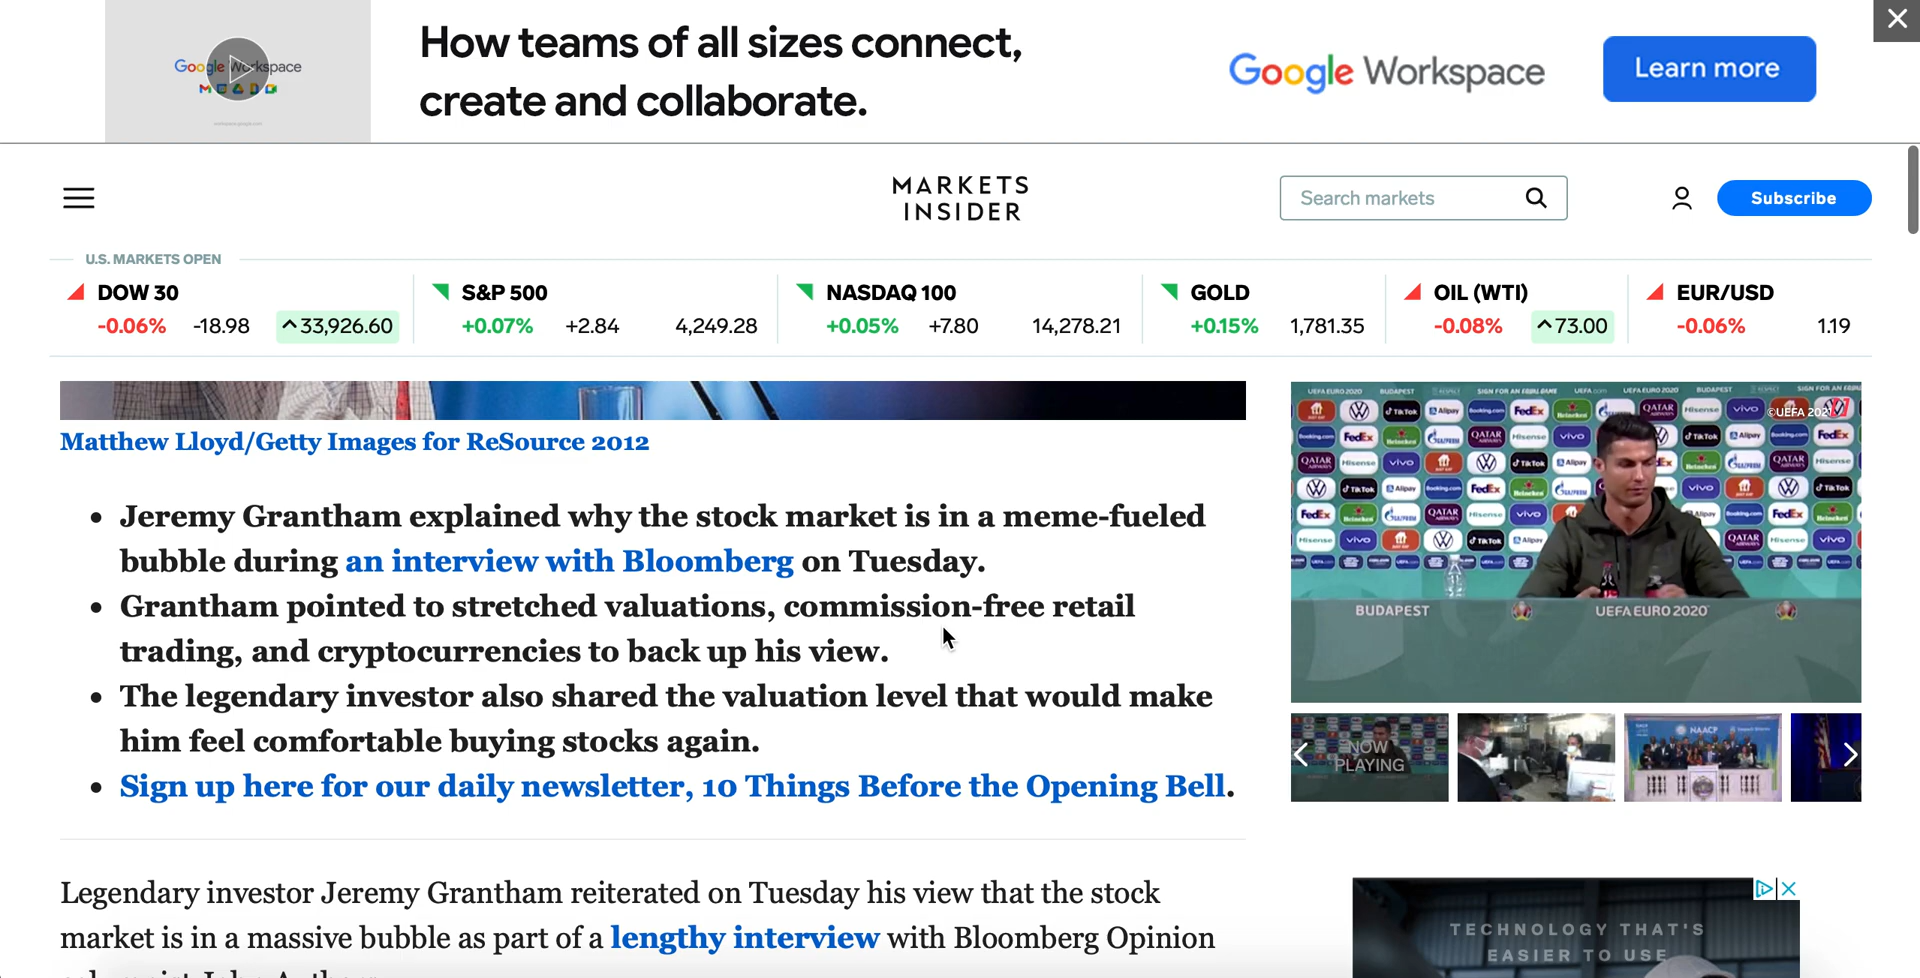 Google Workspace
How teams of all sizes connect,
create and collaborate.
Google Workspace
Learn more
MARKETS
INSIDER
Search markets
Subscribe
U.S. MARKETS OPEN
DOW 30
-0.06% -18.98 33,926.60
S&P 500
+0.07% +2.84 4,249.28
NASDAQ 100
+0.05% +7.80 14,278.21
GOLD
+0.15% 1,781.35
OIL (WTI)
-0.08% 73.00
EUR/USD
-0.06% 1.19
Matthew Lloyd/Getty Images for ReSource 2012
• Jeremy Grantham explained why the stock market is in a meme-fueled
bubble during an interview with Bloomberg on Tuesday.
• Grantham pointed to stretched valuations, commission-free retail
trading, and cryptocurrencies to back up his view.
• The legendary investor also shared the valuation level that would make
him feel comfortable buying stocks again.
• Sign up here for our daily newsletter, 10 Things Before the Opening Bell.
Legendary investor Jeremy Grantham reiterated on Tuesday his view that the stock
market is in a massive bubble as part of a lengthy interview with Bloomberg Opinion
©UEFA 2021
BUDAPEST
UEFA EURO 2020
NOW
PLAYING
NAACP
TECHNOLOGY THAT'S
EASIER TO USE